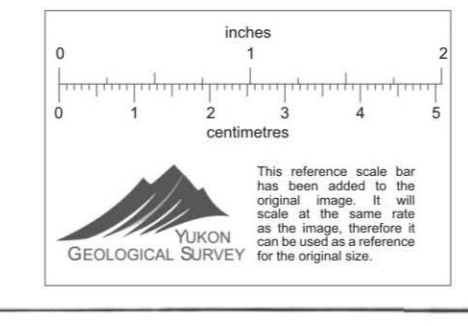 inches
0 1 2
0 1 2 3 4 5
centimetres
This reference scale bar
has been added to the
original image. It will
scale at the same rate
as the image, therefore it
can be used as a reference
for the original size.
YUKON
GEOLOGICAL SURVEY